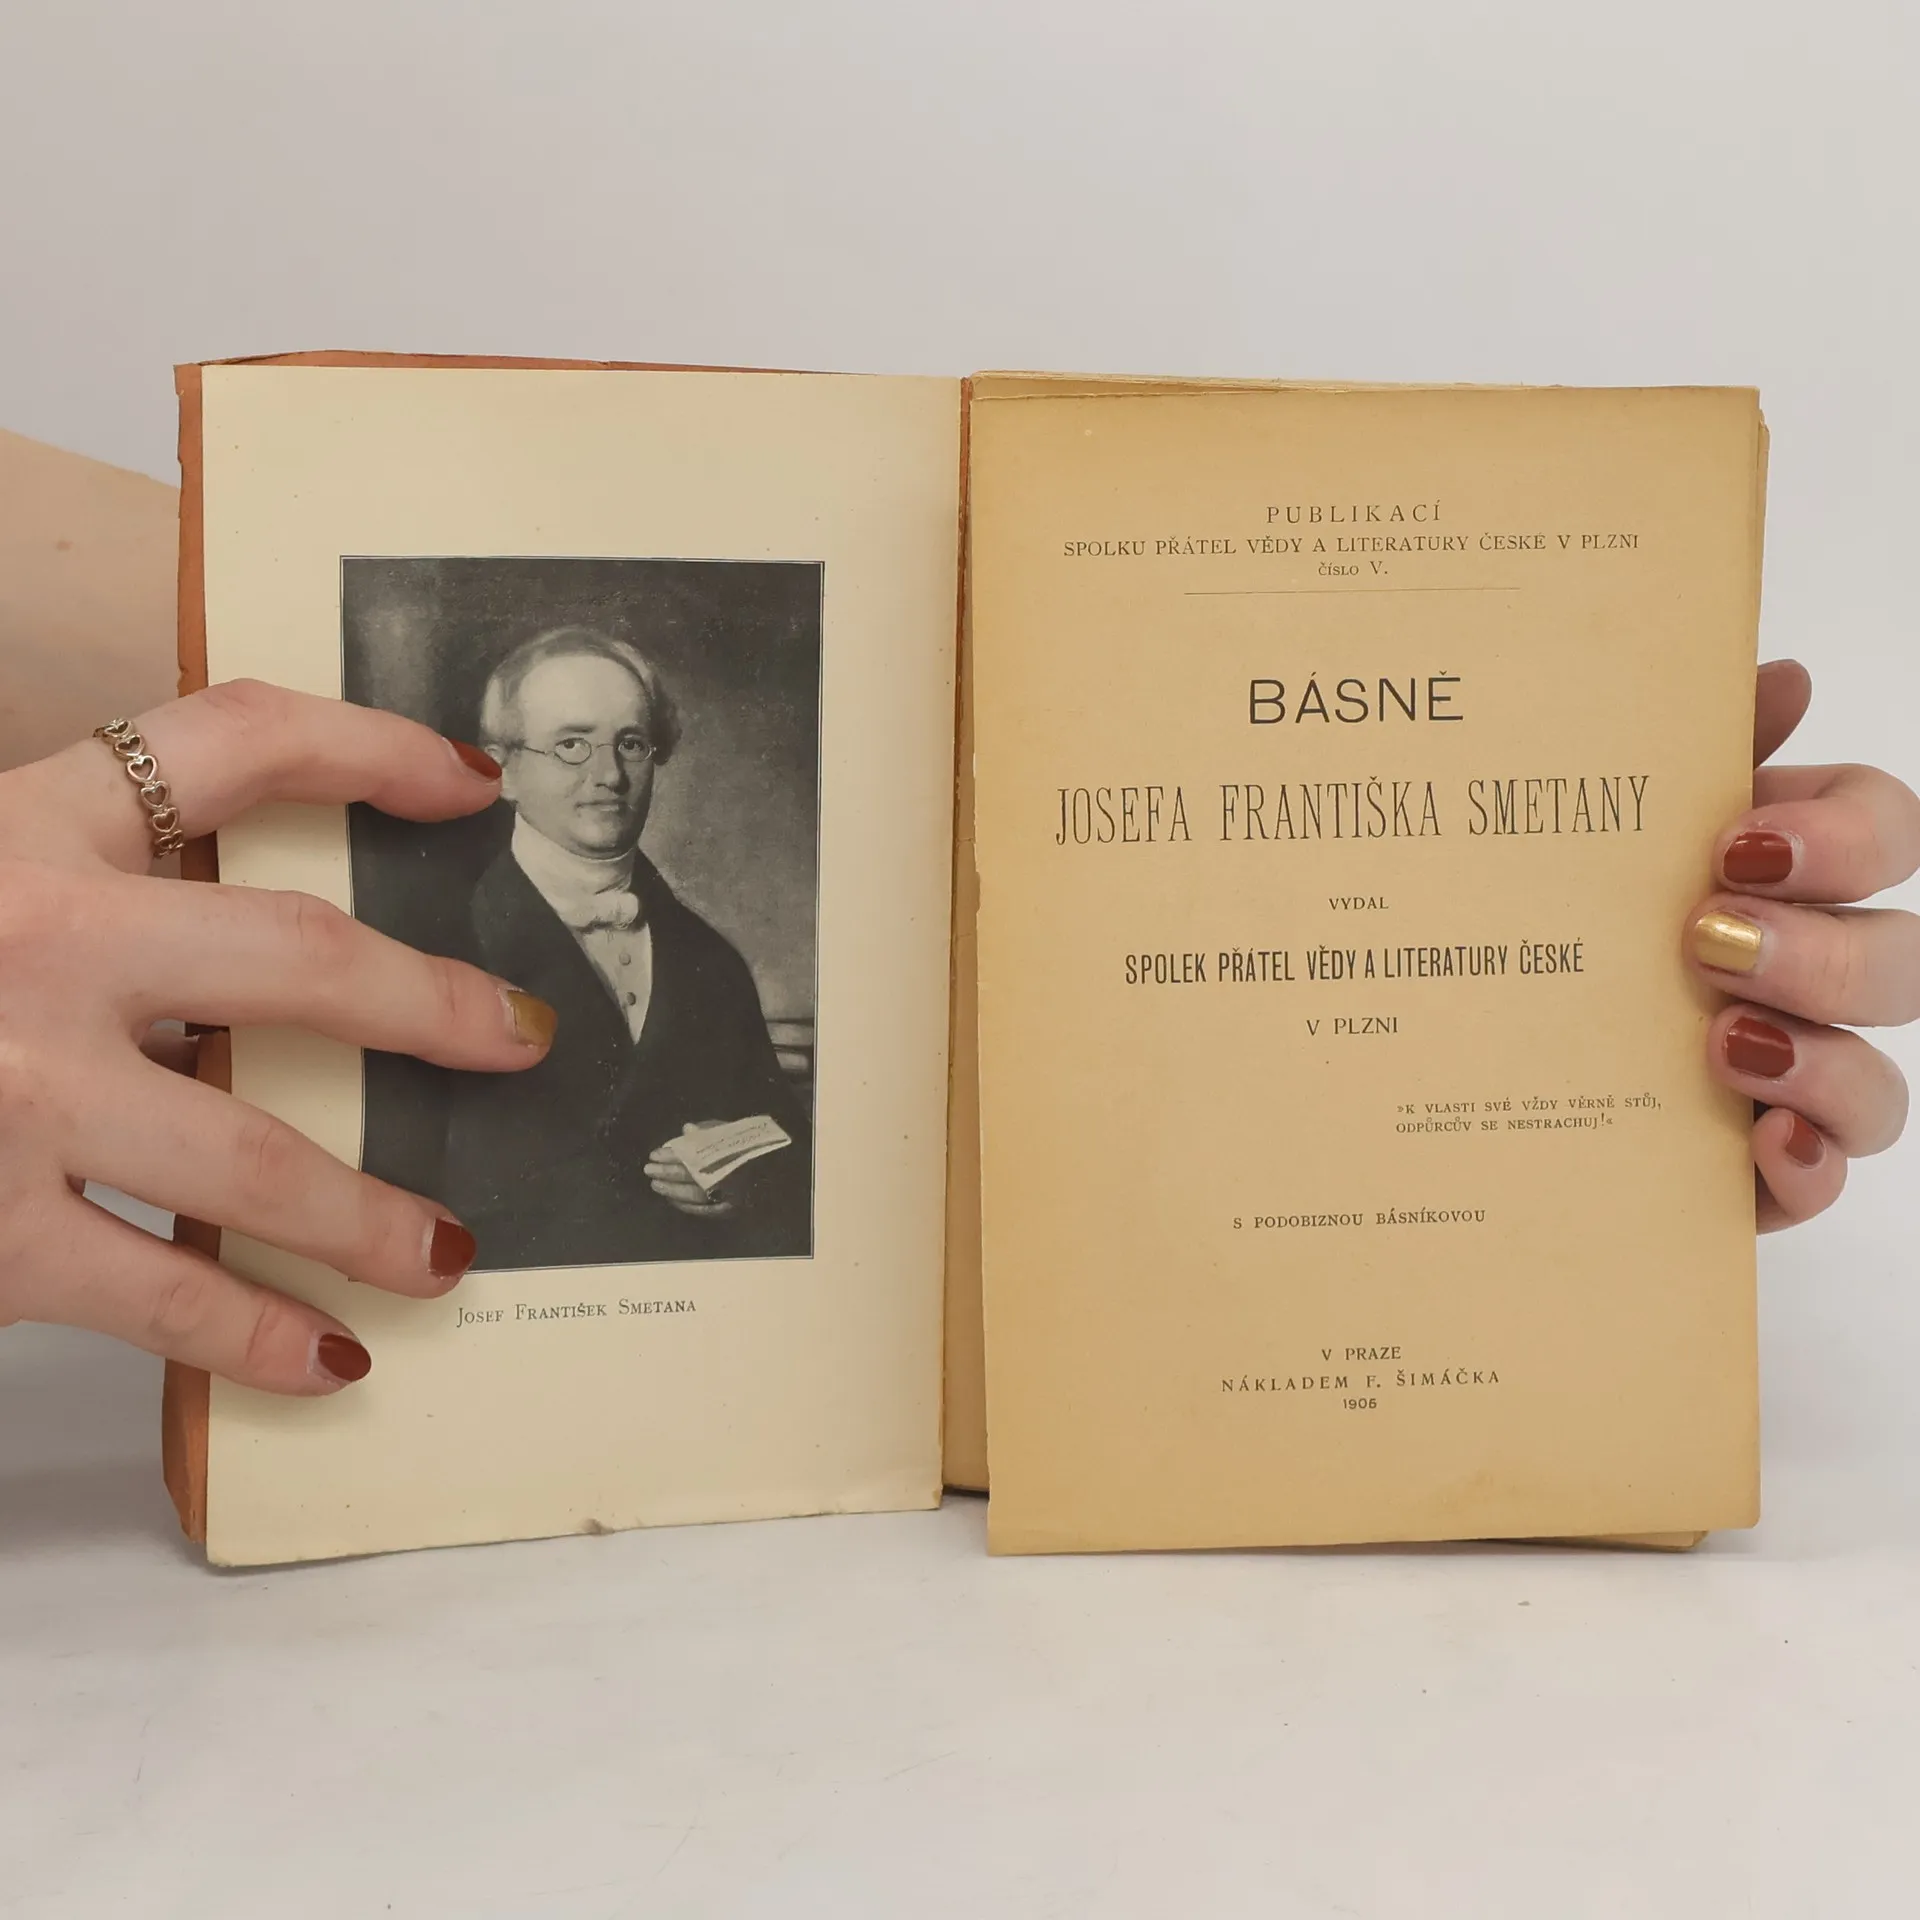 Josef František Smetana
PUBLIKACÍ
SPOLKU PŘÁTEL VĚDY A LITERATURY ČESKÉ V PLZNI
ČÍSLO V.
BÁSNĚ
JOSEFA FRANTIŠKA SMETANY
VYDAL
SPOLEK PŘÁTEL VĚDY A LITERATURY ČESKÉ
V PLZNI
»K VLASTI SVÉ VŽDY VĚRNĚ STŮJ,
ODPŮRCŮV SE NESTRACHUJ!«
S PODOBIZNOU BÁSNÍKOVOU
V PRAZE
NÁKLADEM F. ŠIMÁČKA
1906